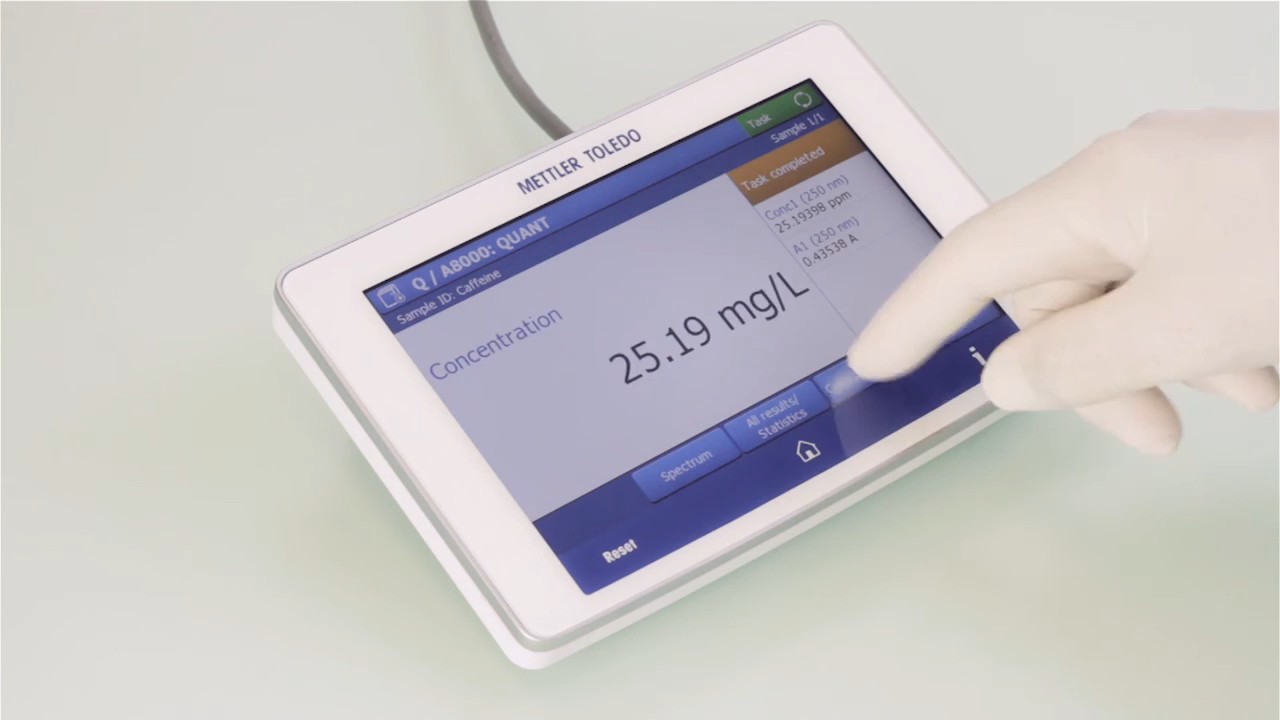 METTLER TOLEDO
Task
Sample 1/1
Q / A8000: QUANT
Sample ID: Caffeine
Task completed
Conc1 (250 nm)
25.19398 ppm
A1 (250 nm)
0.43538 A
Concentration
25.19 mg/L
Spectrum
All results/
Statistics
Reset
i